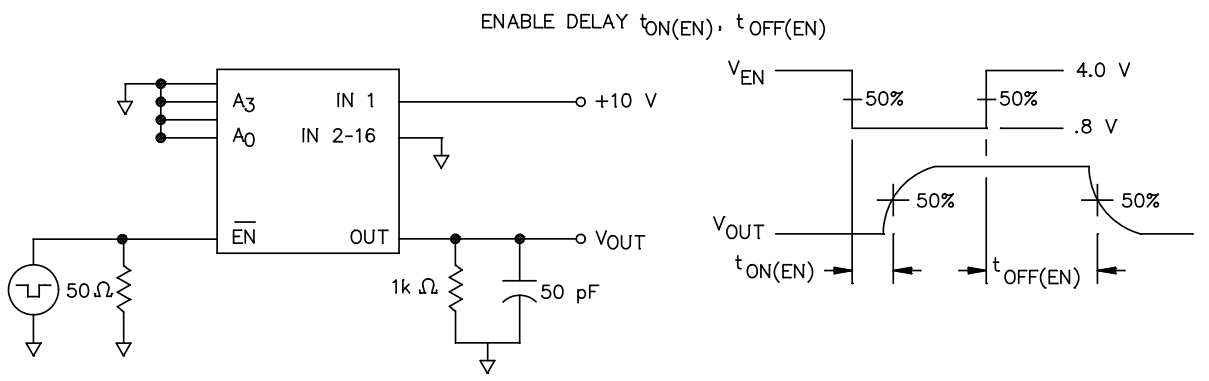 ENABLE DELAY tON(EN), tOFF(EN)
A3
A0
IN 1
IN 2-16
+10 V
EN
OUT
VOUT
50 Ω
1k Ω
50 pF
VEN
50%
50%
4.0 V
.8 V
VOUT
50%
50%
tON(EN)
tOFF(EN)